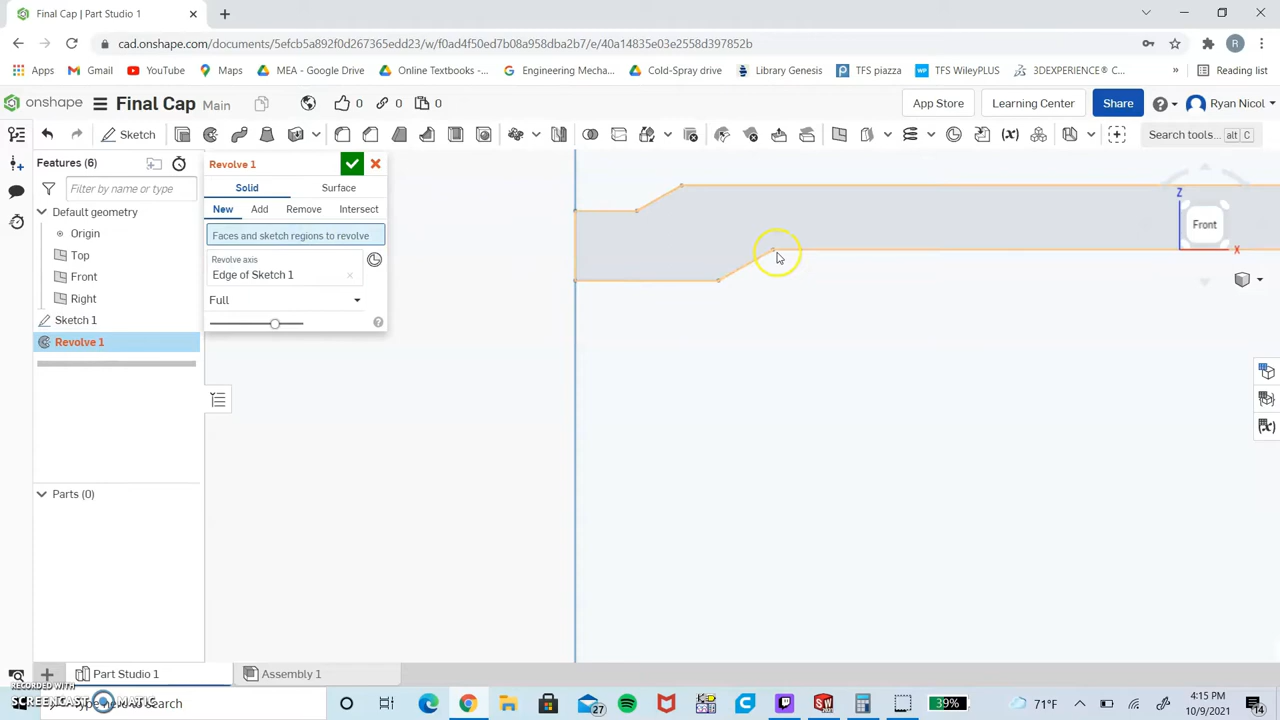 Final Cap | Part Studio 1
cad.onshape.com/documents/5efcb5a892f0d267365edd23/w/f0ad4f50ed7b08a958dba2b7/e/40a14835e03e2558d397852b
Apps Gmail YouTube Maps MEA - Google Drive Online Textbooks -... Cold-Spray drive Library Genesis Engineering Mecha... TFS piazza TFS WileyPLUS 3DEXPERIENCE® C... Reading list
onshape Final Cap Main 0 0 0 App Store Learning Center Share Ryan Nicol
Sketch Search tools... alt C
Features (6)
Filter by name or type
Default geometry
Origin
Top
Front
Right
Sketch 1
Revolve 1
Parts (0)
Revolve 1
Solid Surface
New Add Remove Intersect
Faces and sketch regions to revolve
Revolve axis
Edge of Sketch 1
Full
Z
Front
X
Part Studio 1 Assembly 1
RECORDED WITH
SCREENCAST MATIC
Type here to search
27
39%
71°F
4:15 PM
10/9/2021
14